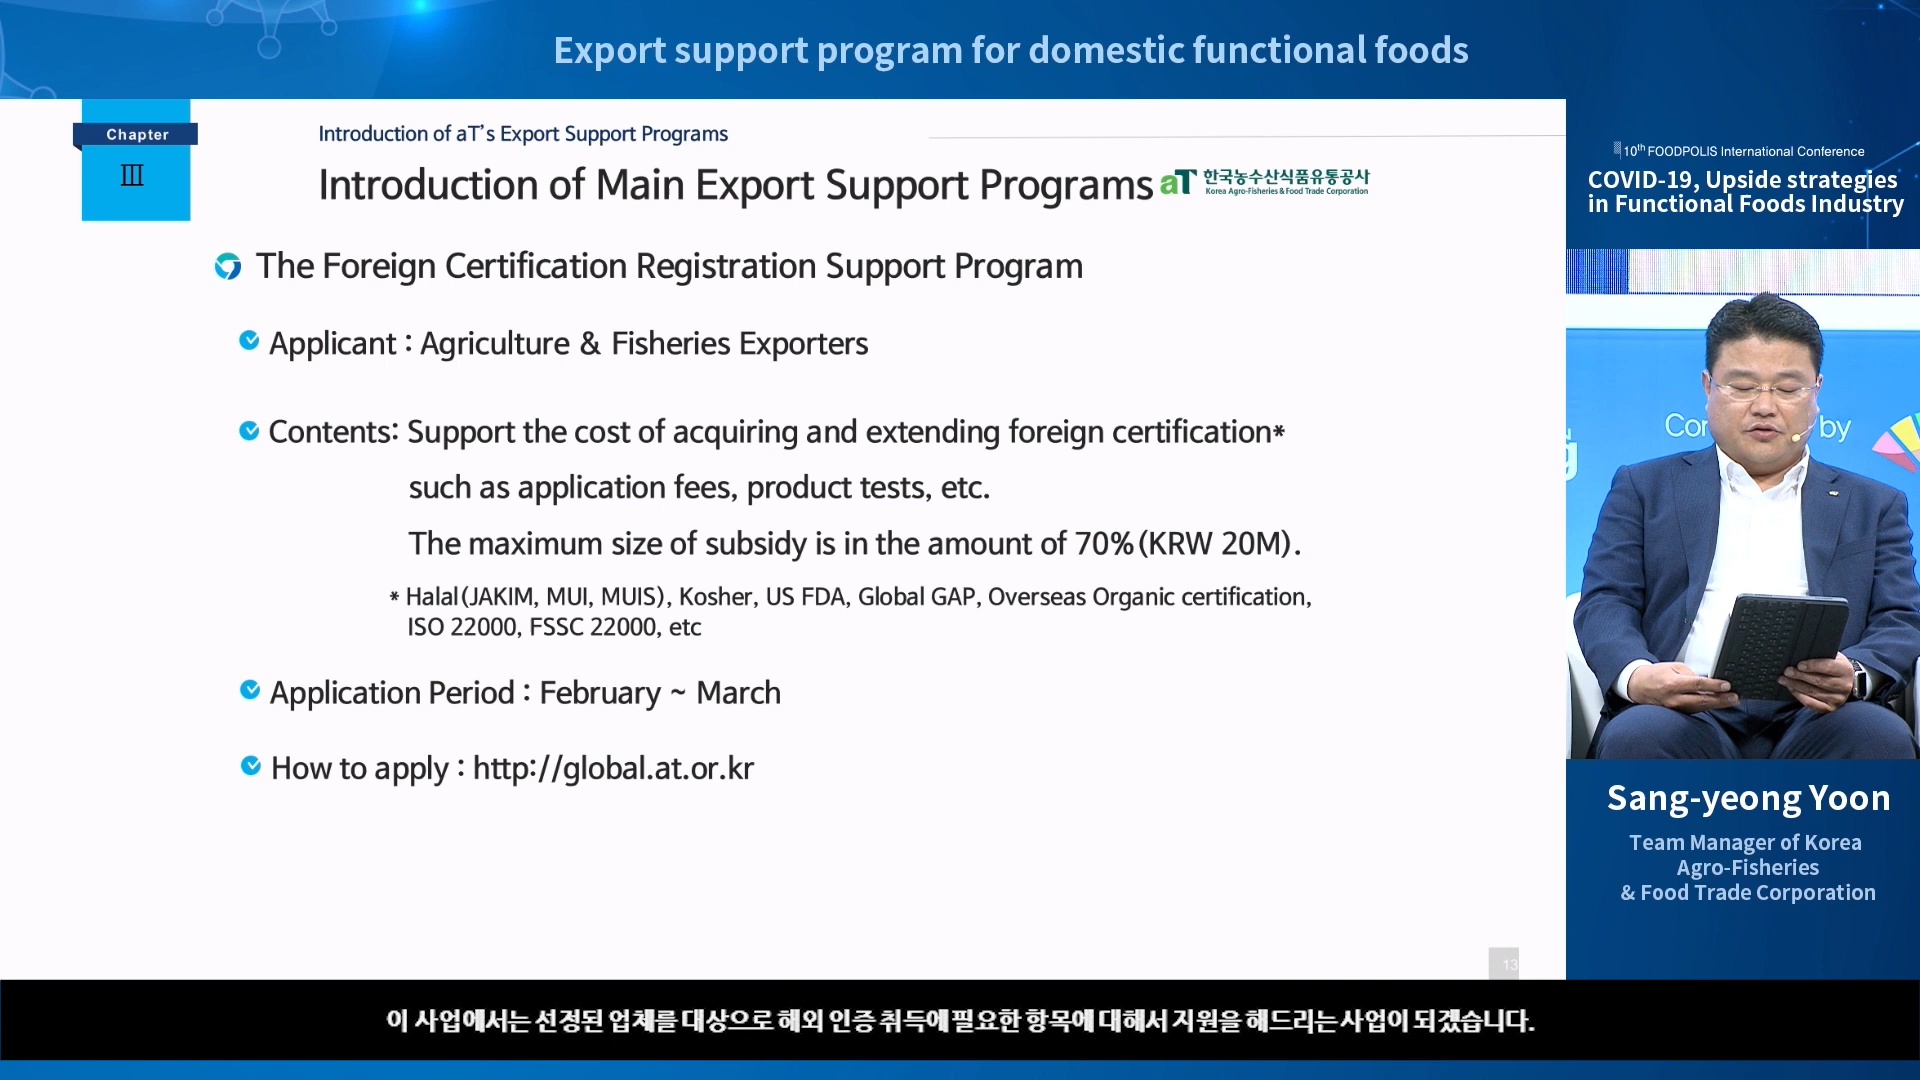 Export support program for domestic functional foods
Chapter
Ⅲ
Introduction of aT's Export Support Programs
Introduction of Main Export Support Programs
aT 한국농수산식품유통공사
Korea Agro-Fisheries & Food Trade Corporation
The Foreign Certification Registration Support Program
Applicant : Agriculture & Fisheries Exporters
Contents: Support the cost of acquiring and extending foreign certification*
such as application fees, product tests, etc.
The maximum size of subsidy is in the amount of 70%(KRW 20M).
* Halal(JAKIM, MUI, MUIS), Kosher, US FDA, Global GAP, Overseas Organic certification,
ISO 22000, FSSC 22000, etc
Application Period : February ~ March
How to apply : http://global.at.or.kr
13
10th FOODPOLIS International Conference
COVID-19, Upside strategies
in Functional Foods Industry
by
Sang-yeong Yoon
Team Manager of Korea
Agro-Fisheries
& Food Trade Corporation
이 사업에서는 선정된 업체를 대상으로 해외 인증 취득에 필요한 항목에 대해서 지원을 해드리는 사업이 되겠습니다.